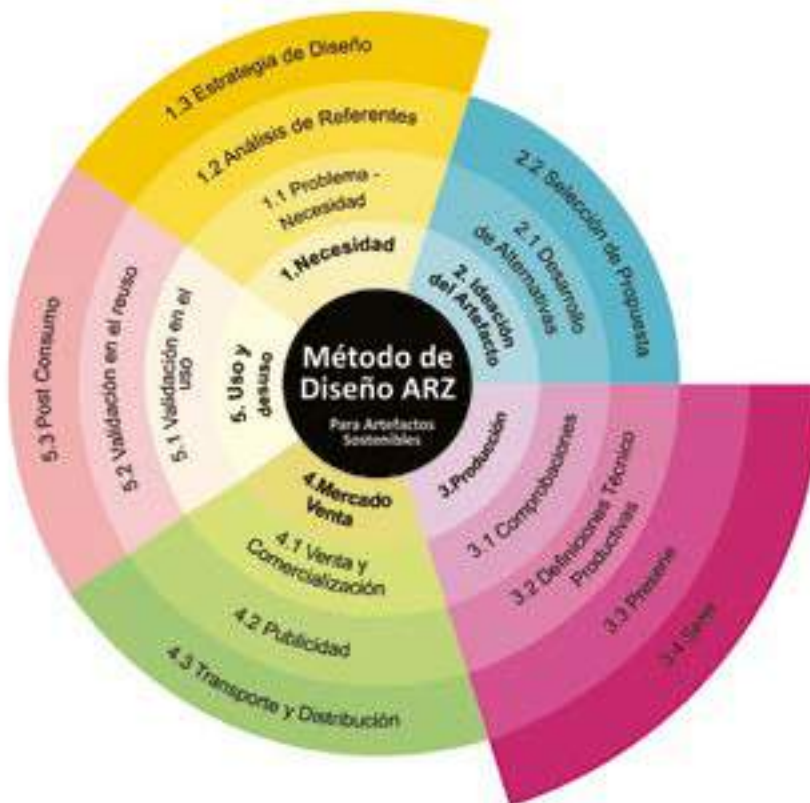 Método de
Diseño ARZ
Para Artefactos
Sostenibles
1.Necesidad
1.1 Problema -
Necesidad
1.2 Análisis de Referentes
1.3 Estrategia de Diseño
2. Ideación
del Artefacto
2.1 Desarrollo
de Alternativas
2.2 Selección de Propuesta
3.Producción
3.1 Comprobaciones
3.2 Definiciones Técnico
Productivas
3.3 Preserie
3.4 Serie
4.Mercado
Venta
4.1 Venta y
Comercialización
4.2 Publicidad
4.3 Transporte y Distribución
5. Uso y
desuso
5.1 Validación en el
uso
5.2 Validación en el reuso
5.3 Post Consumo